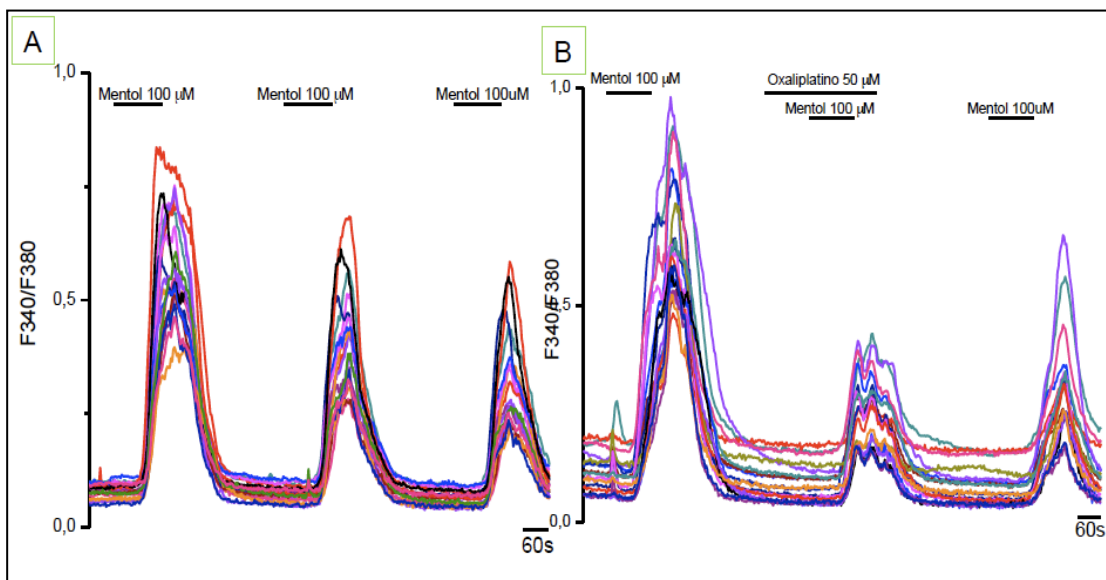 A
1,0
Mentol 100 μM
Mentol 100 μM
Mentol 100uM
F340/F380
0,5
0,0
60s
B
Mentol 100 μM
Oxaliplatino 50 μM
Mentol 100 μM
Mentol 100uM
1,0
F340/F380
,5
0,0
60s